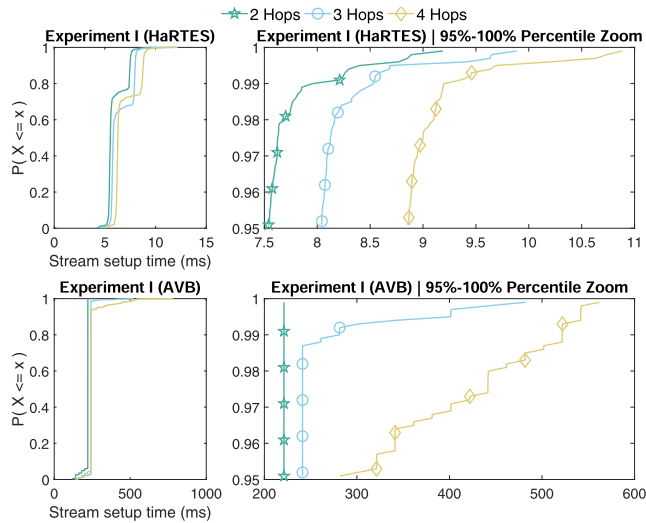 2 Hops 3 Hops 4 Hops
Experiment I (HaRTES) Experiment I (HaRTES) | 95%-100% Percentile Zoom
P( X <= x )
1
0.8
0.6
0.4
0.2
0
0 5 10 15
Stream setup time (ms)
1
0.99
0.98
0.97
0.96
0.95
7.5 8 8.5 9 9.5 10 10.5 11
Experiment I (AVB) Experiment I (AVB) | 95%-100% Percentile Zoom
P( X <= x )
1
0.8
0.6
0.4
0.2
0
0 500 1000
Stream setup time (ms)
1
0.99
0.98
0.97
0.96
0.95
200 300 400 500 600